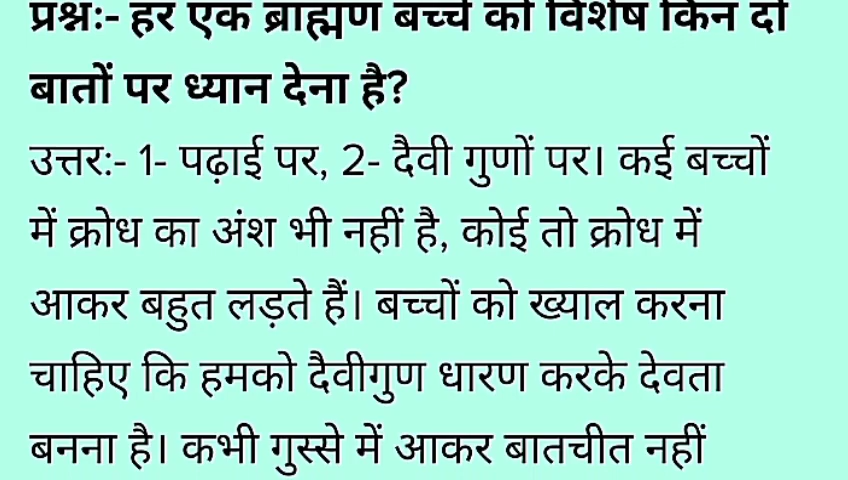 प्रश्नः:- हर एक ब्राह्मण बच्चे को विशेष किन दो
बातों पर ध्यान देना है?
उत्तर:- 1- पढ़ाई पर, 2- दैवी गुणों पर। कई बच्चों
में क्रोध का अंश भी नहीं है, कोई तो क्रोध में
आकर बहुत लड़ते हैं। बच्चों को ख्याल करना
चाहिए कि हमको दैवीगुण धारण करके देवता
बनना है। कभी गुस्से में आकर बातचीत नहीं